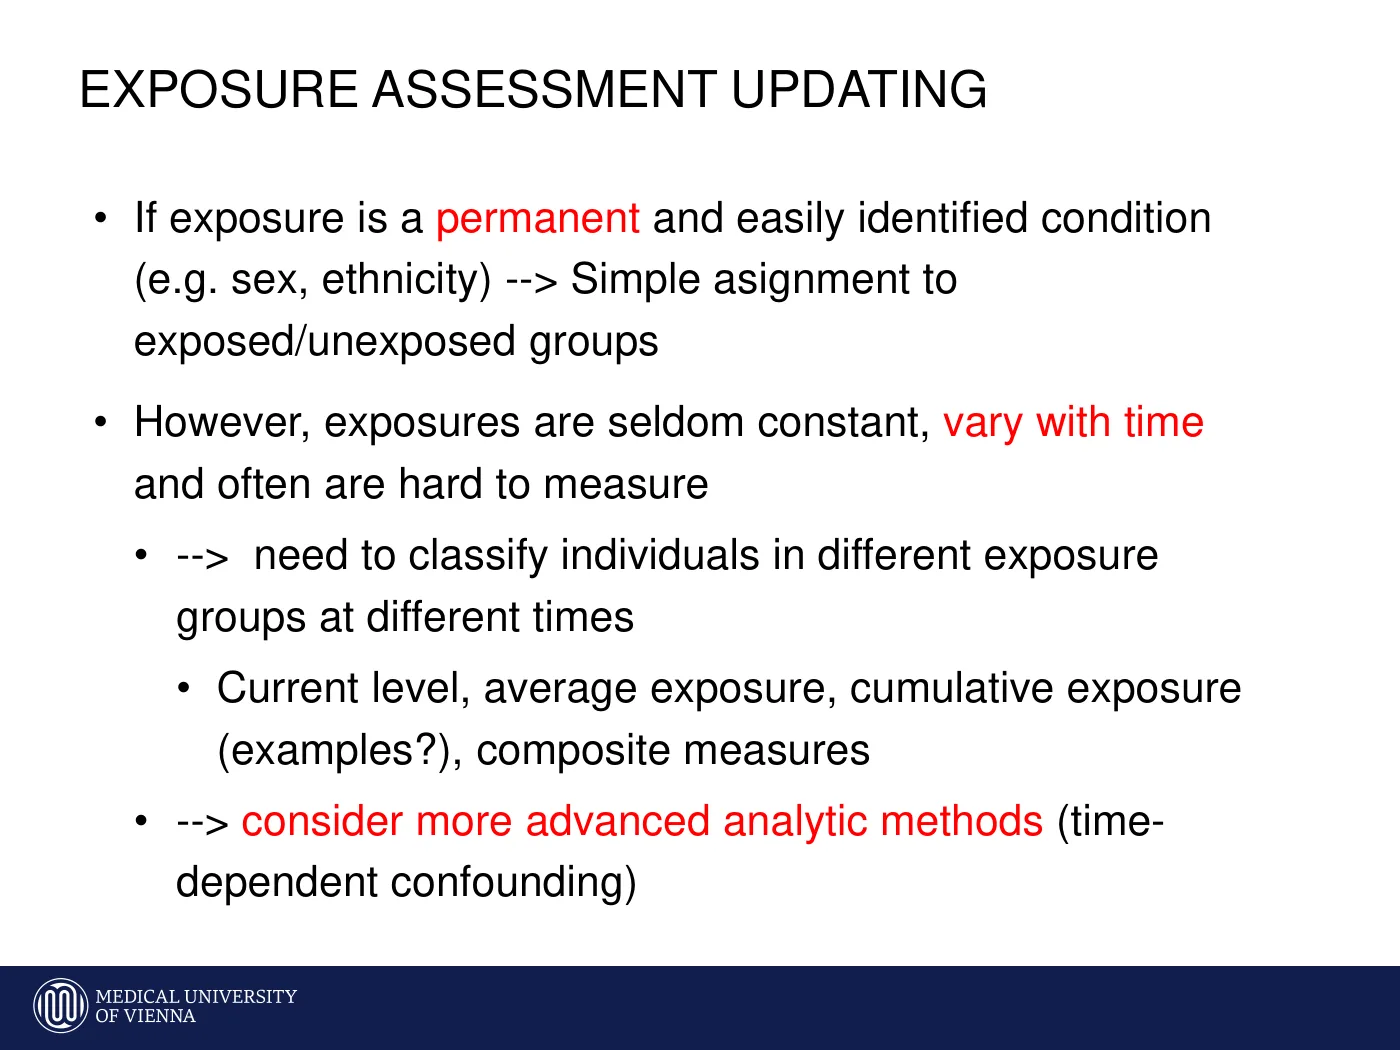 EXPOSURE ASSESSMENT UPDATING
• If exposure is a permanent and easily identified condition
(e.g. sex, ethnicity) --> Simple asignment to
exposed/unexposed groups
• However, exposures are seldom constant, vary with time
and often are hard to measure
• --> need to classify individuals in different exposure
groups at different times
• Current level, average exposure, cumulative exposure
(examples?), composite measures
• --> consider more advanced analytic methods (time-
dependent confounding)
MEDICAL UNIVERSITY
OF VIENNA